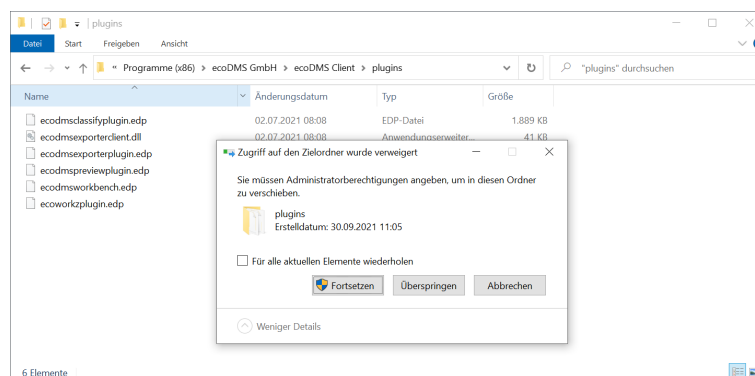 plugins
Datei Start Freigeben Ansicht
« Programme (x86) > ecoDMS GmbH > ecoDMS Client > plugins "plugins" durchsuchen
Name Änderungsdatum Typ Größe
ecodmsclassifyplugin.edp 02.07.2021 08:08 EDP-Datei 1.889 KB
ecodmsexporterclient.dll 02.07.2021 08:08 Anwendungserweiter... 41 KB
ecodmsexporterplugin.edp
ecodmspreviewplugin.edp
ecodmsworkbench.edp
ecoworkzplugin.edp
Zugriff auf den Zielordner wurde verweigert
Sie müssen Administratorberechtigungen angeben, um in diesen Ordner
zu verschieben.
plugins
Erstelldatum: 30.09.2021 11:05
Für alle aktuellen Elemente wiederholen
Fortsetzen Überspringen Abbrechen
Weniger Details
6 Elemente